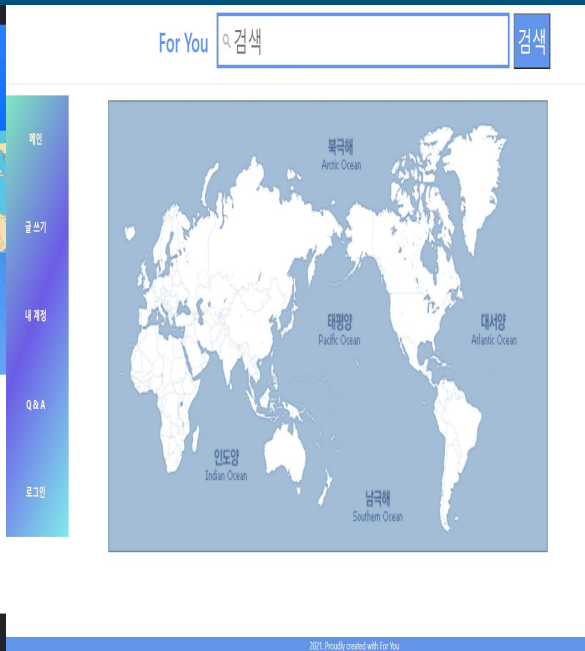 For You
검색
검색
메인
글 쓰기
내 계정
Q & A
로그인
북극해
Arctic Ocean
태평양
Pacific Ocean
대서양
Atlantic Ocean
인도양
Indian Ocean
남극해
Southern Ocean
2021. Proudly created with For You